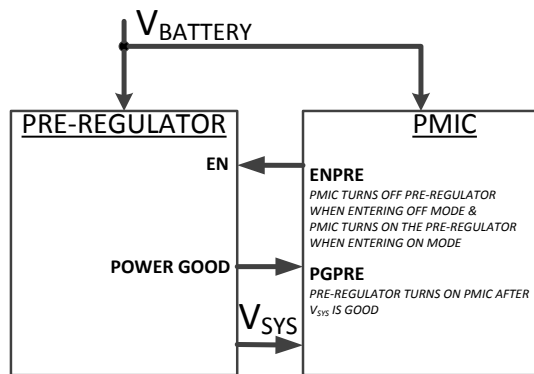 VBATTERY
PRE-REGULATOR
PMIC
EN
ENPRE
PMIC TURNS OFF PRE-REGULATOR
WHEN ENTERING OFF MODE &
PMIC TURNS ON THE PRE-REGULATOR
WHEN ENTERING ON MODE
POWER GOOD
PGPRE
PRE-REGULATOR TURNS ON PMIC AFTER
VSYS IS GOOD
VSYS